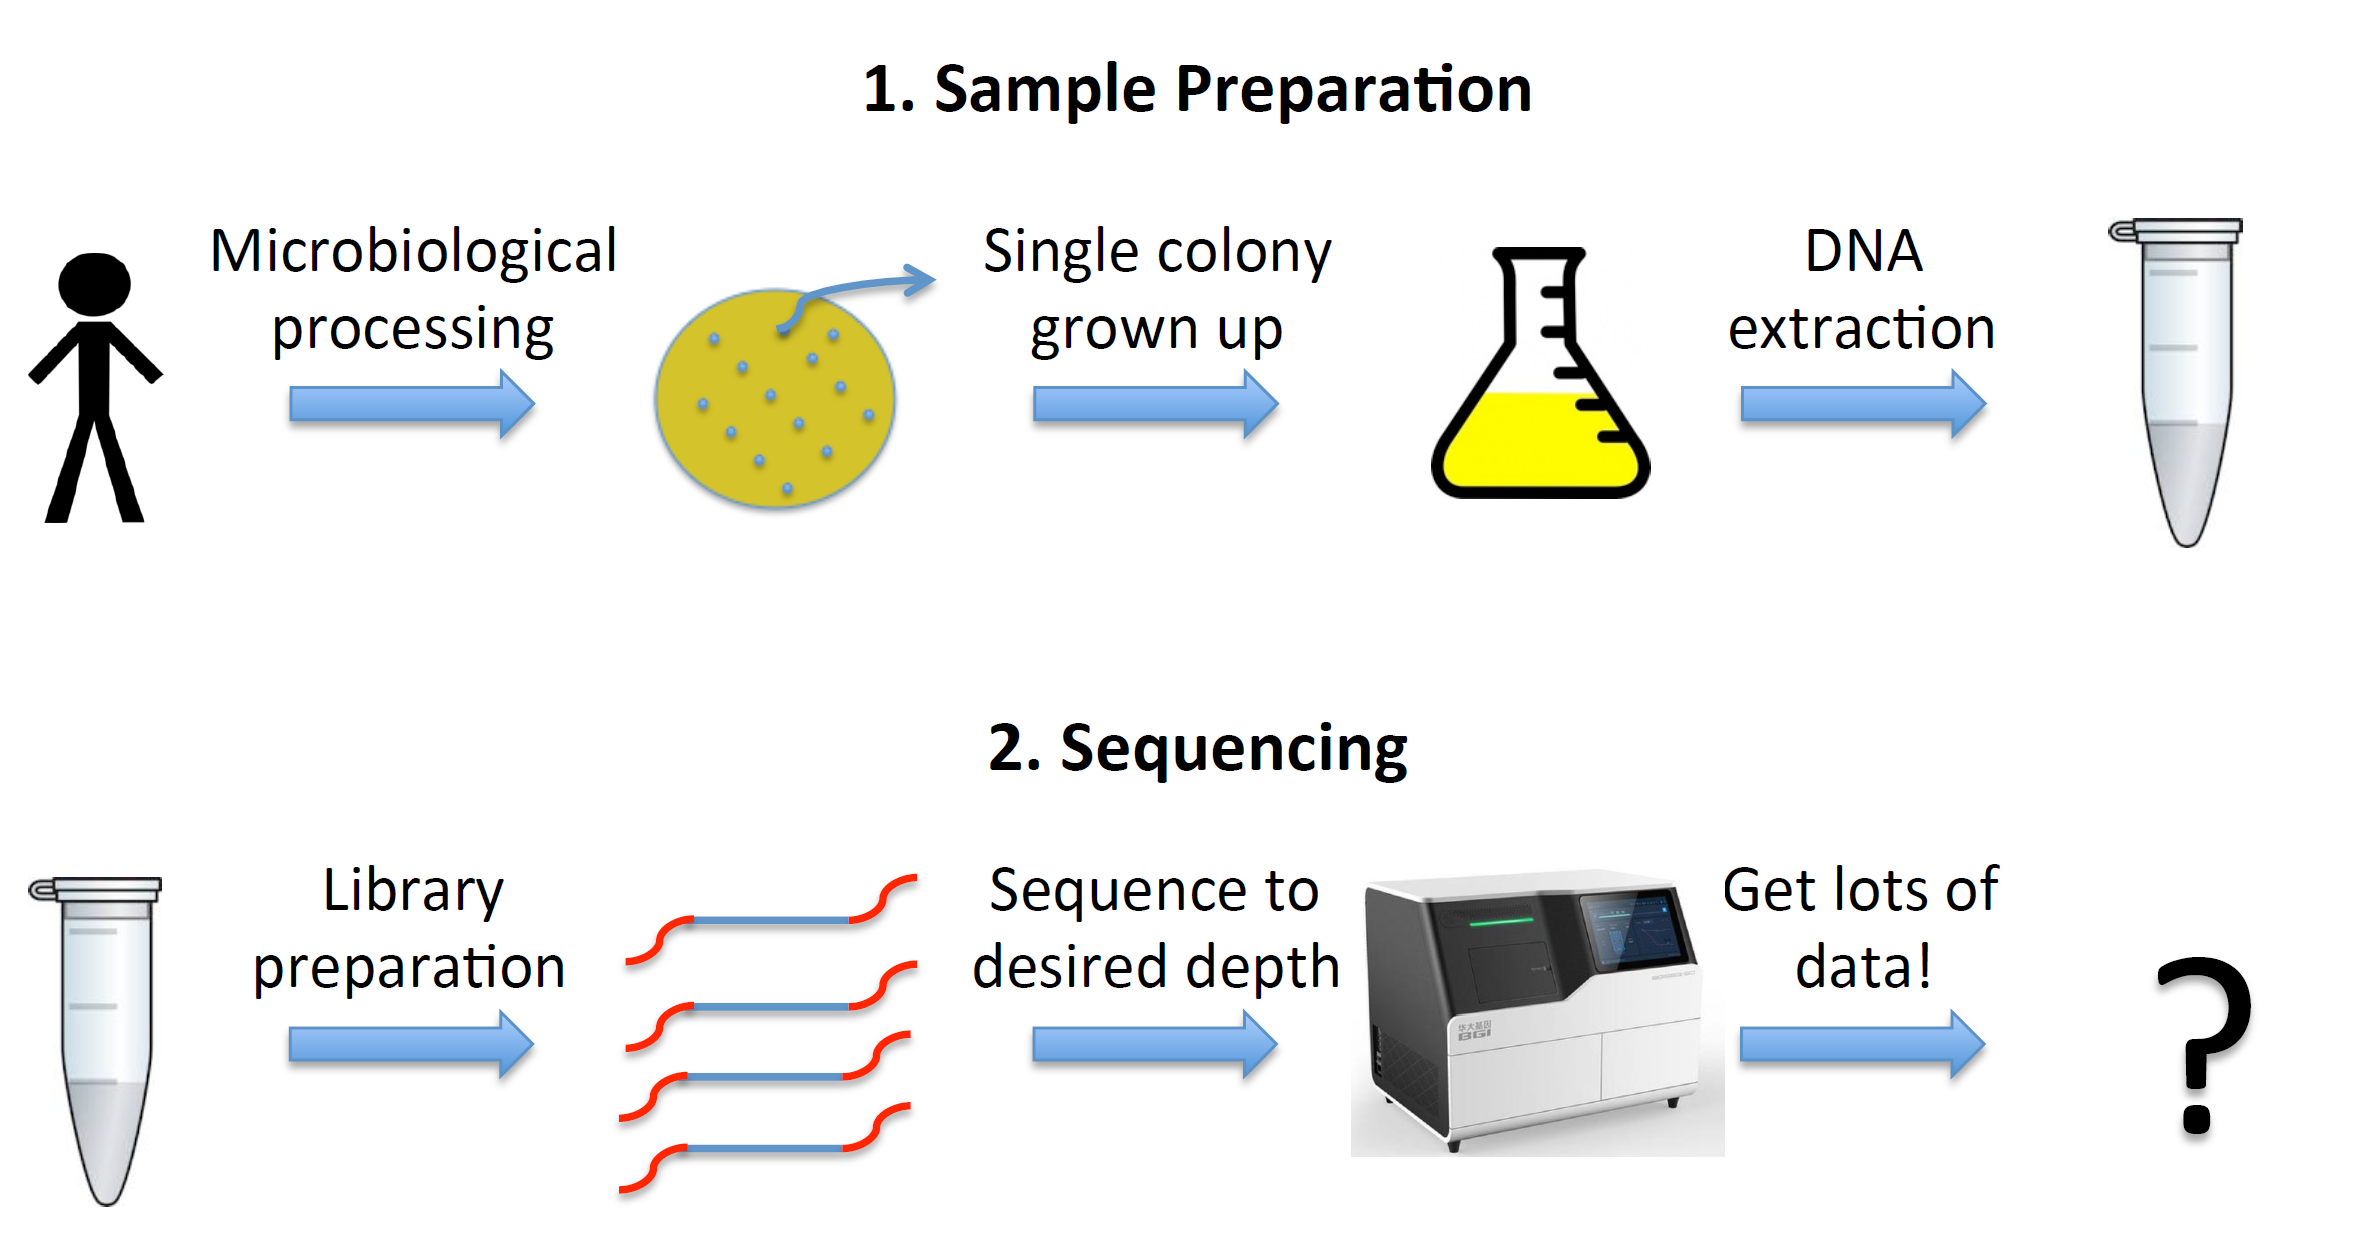 1. Sample Preparation
Microbiological
processing
Single colony
grown up
DNA
extraction
2. Sequencing
Library
preparation
Sequence to
desired depth
Get lots of
data!
华大基因
BGI
?